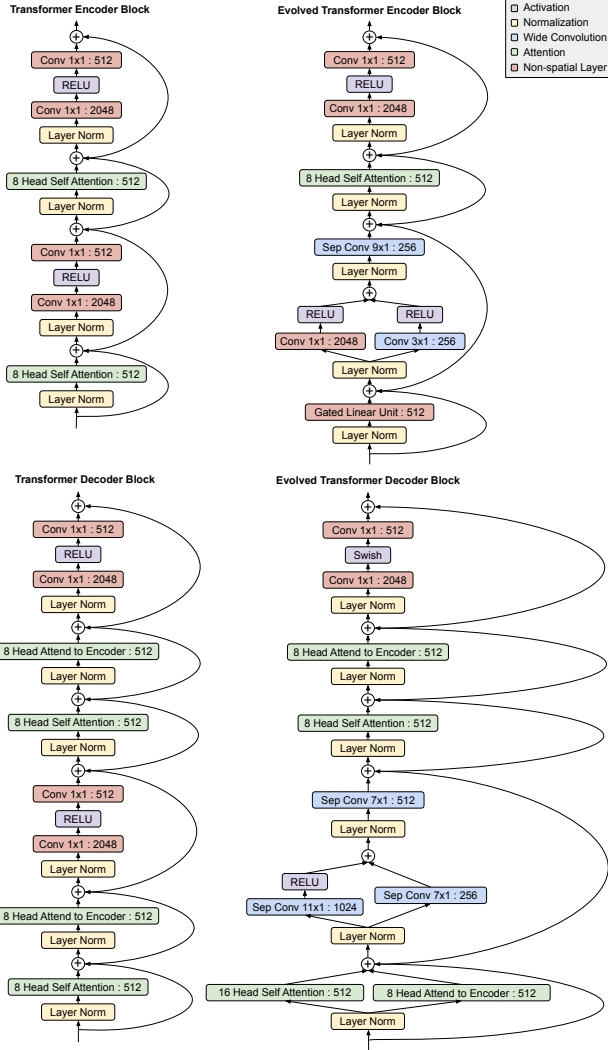 Transformer Encoder Block
Conv 1x1 : 512
RELU
Conv 1x1 : 2048
Layer Norm
8 Head Self Attention : 512
Layer Norm
Conv 1x1 : 512
RELU
Conv 1x1 : 2048
Layer Norm
8 Head Self Attention : 512
Layer Norm
Evolved Transformer Encoder Block
Conv 1x1 : 512
RELU
Conv 1x1 : 2048
Layer Norm
8 Head Self Attention : 512
Layer Norm
Sep Conv 9x1 : 256
Layer Norm
RELU
RELU
Conv 1x1 : 2048
Conv 3x1 : 256
Layer Norm
Gated Linear Unit : 512
Layer Norm
Activation
Normalization
Wide Convolution
Attention
Non-spatial Layer
Transformer Decoder Block
Conv 1x1 : 512
RELU
Conv 1x1 : 2048
Layer Norm
8 Head Attend to Encoder : 512
Layer Norm
8 Head Self Attention : 512
Layer Norm
Conv 1x1 : 512
RELU
Conv 1x1 : 2048
Layer Norm
8 Head Attend to Encoder : 512
Layer Norm
8 Head Self Attention : 512
Layer Norm
Evolved Transformer Decoder Block
Conv 1x1 : 512
Swish
Conv 1x1 : 2048
Layer Norm
8 Head Attend to Encoder : 512
Layer Norm
8 Head Self Attention : 512
Layer Norm
Sep Conv 7x1 : 512
Layer Norm
RELU
Sep Conv 11x1 : 1024
Sep Conv 7x1 : 256
Layer Norm
16 Head Self Attention : 512
8 Head Attend to Encoder : 512
Layer Norm